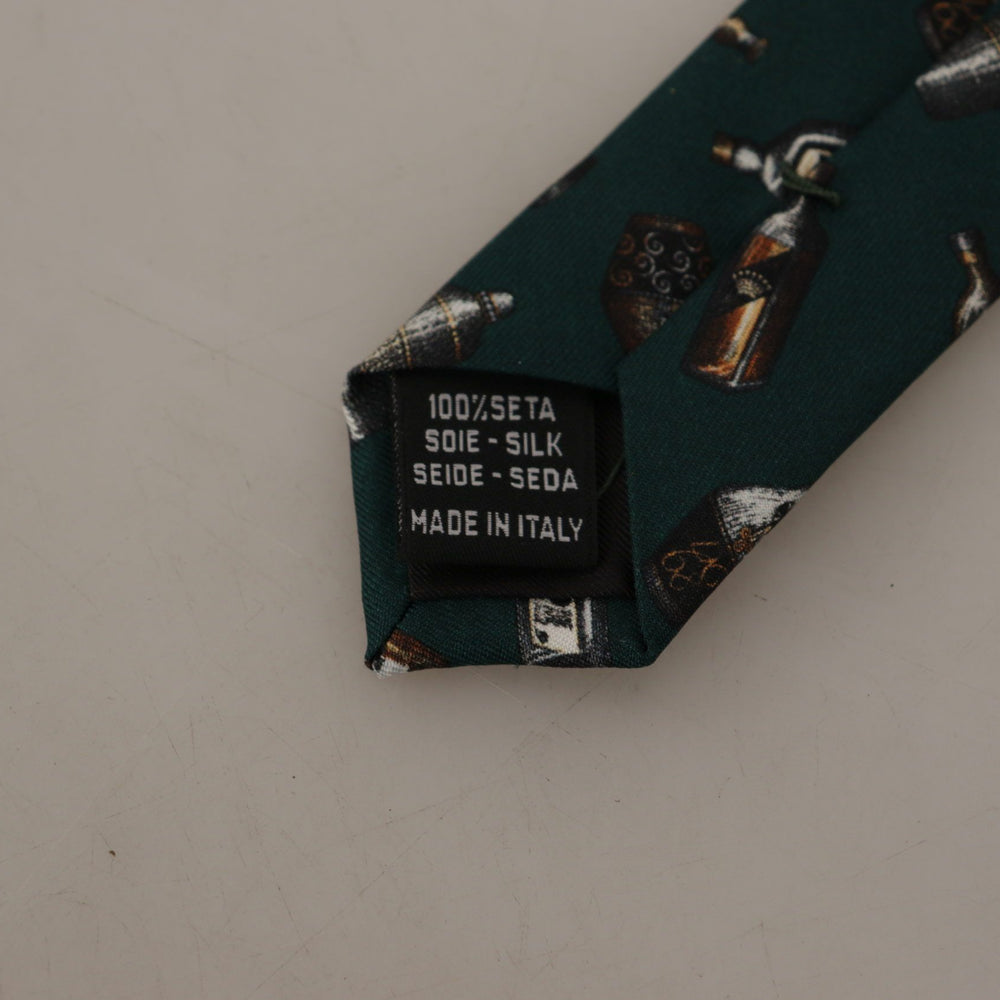 100%SETA
SOIE - SILK
SEIDE - SEDA
MADE IN ITALY